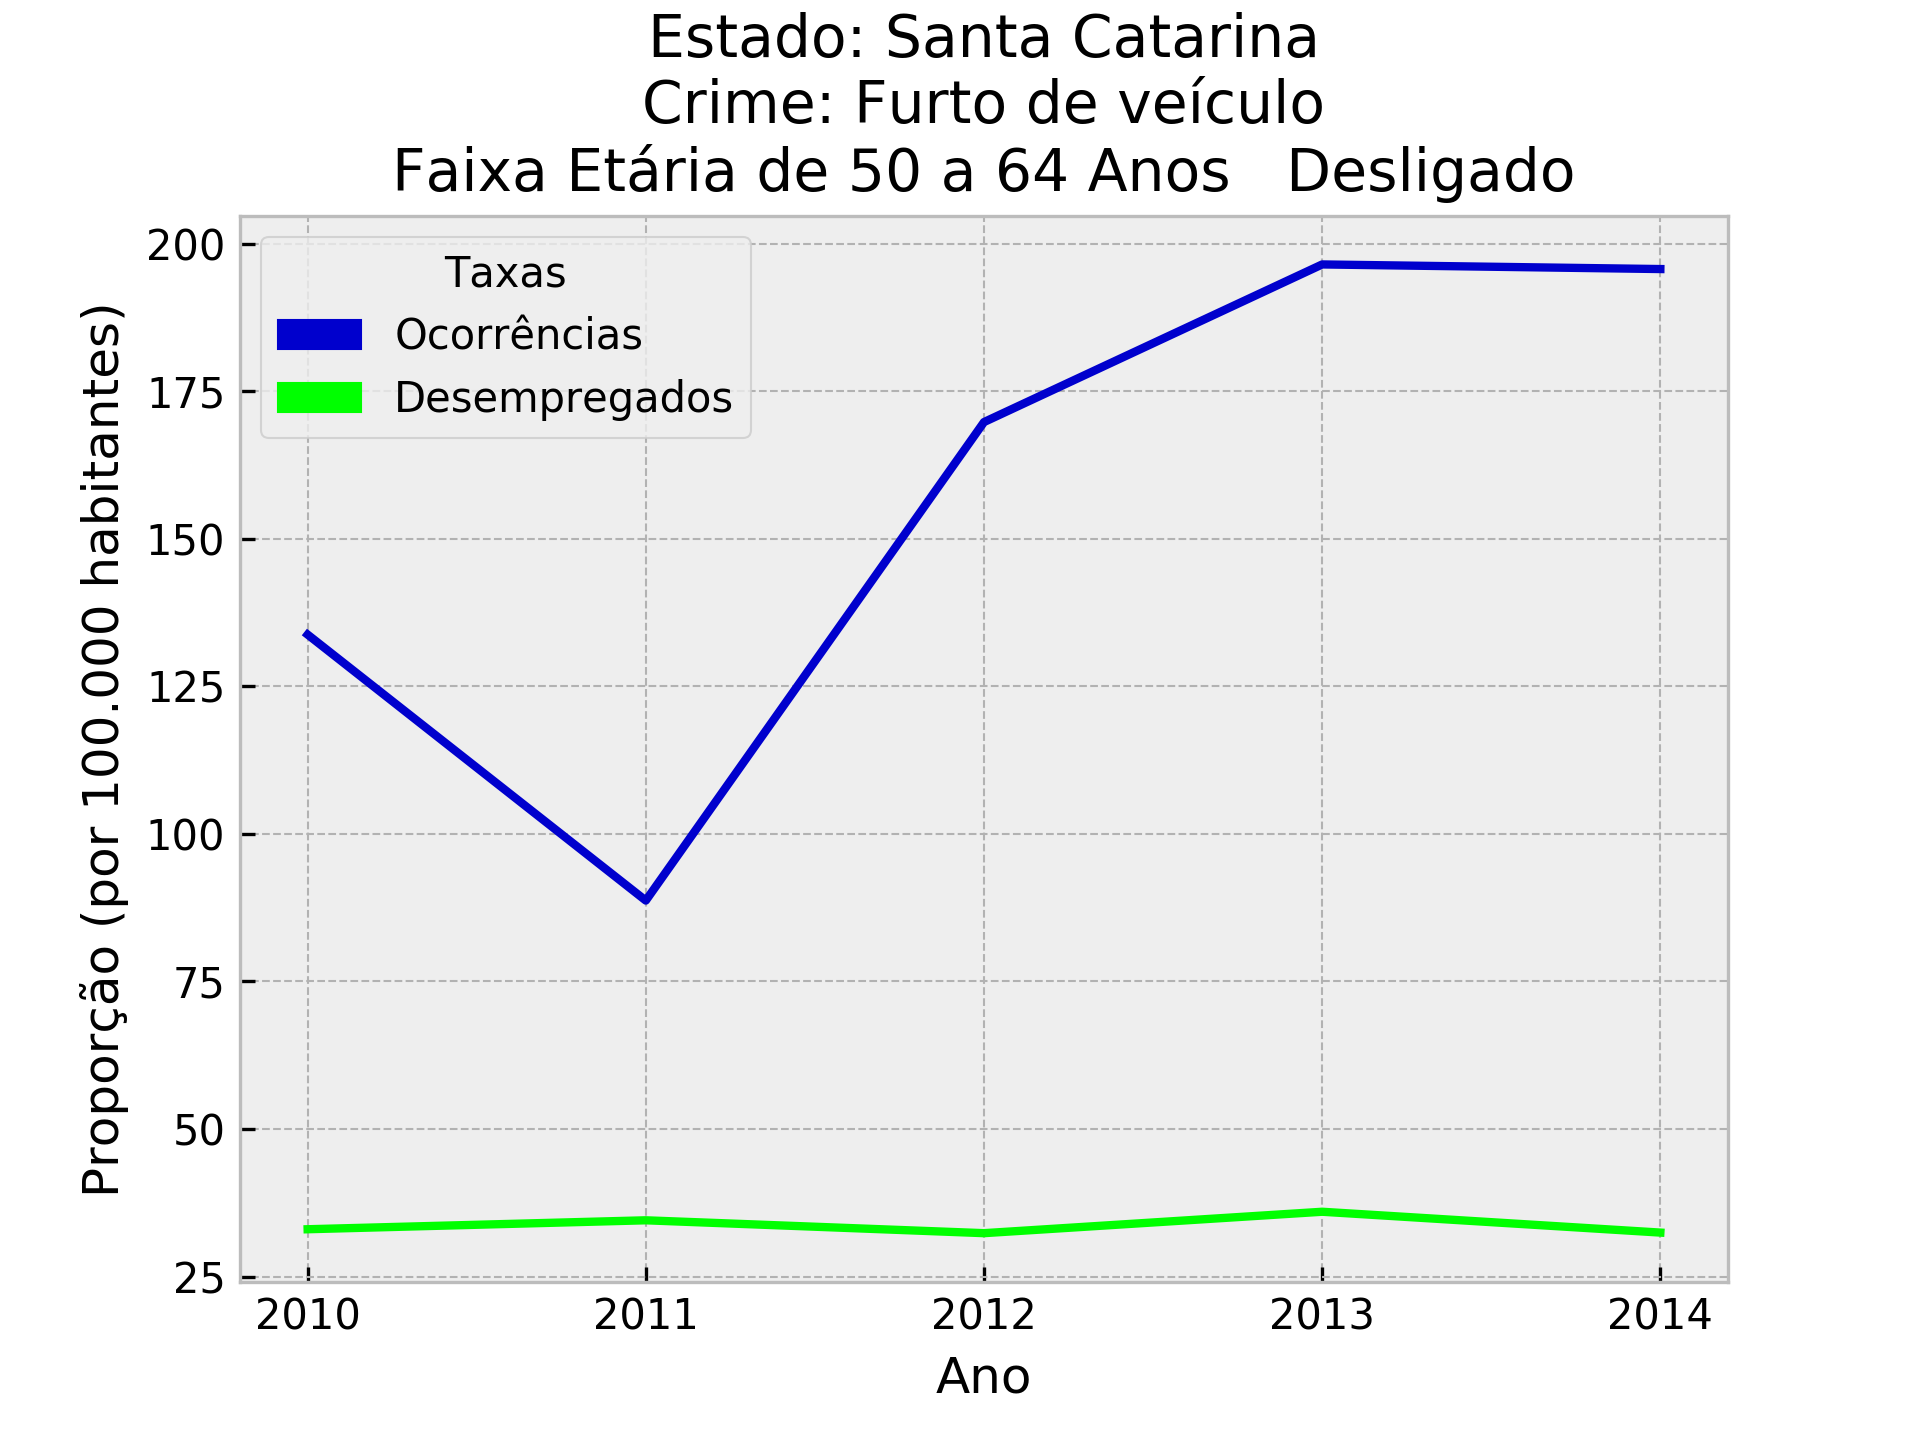 Estado: Santa Catarina
Crime: Furto de veículo
Faixa Etária de 50 a 64 Anos   Desligado
Taxas
Ocorrências
Desempregados
Proporção (por 100.000 habitantes)
200
175
150
125
100
75
50
25
2010 2011 2012 2013 2014
Ano